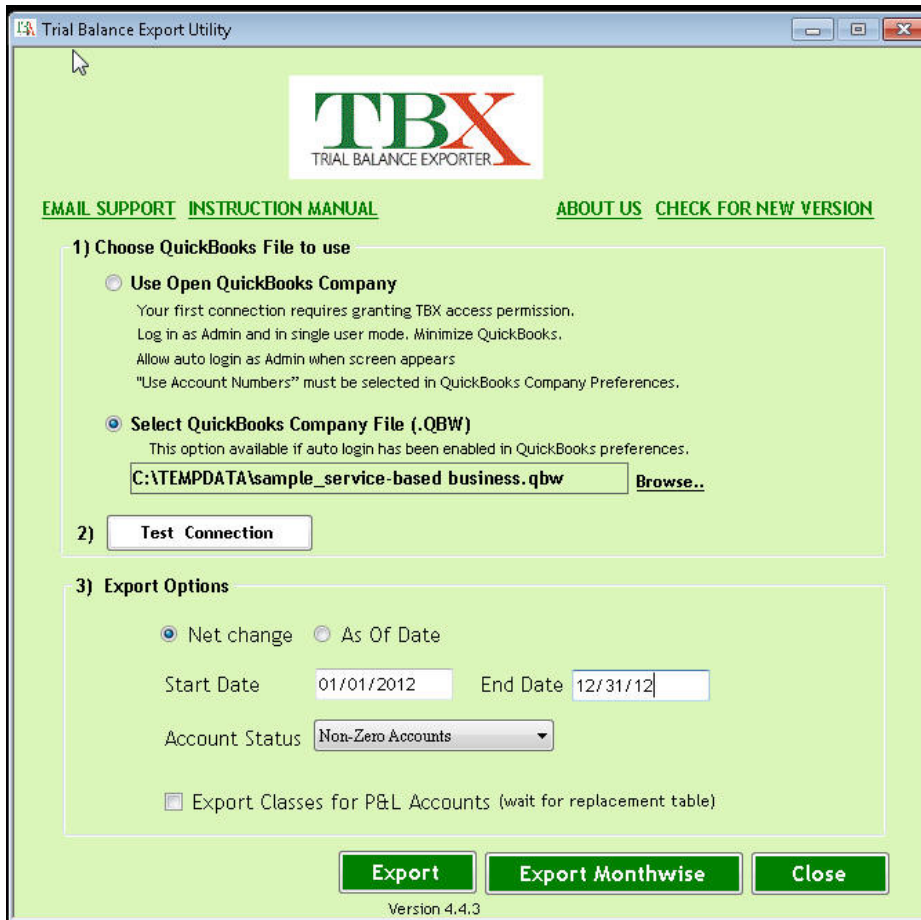 Trial Balance Export Utility
TBX
TRIAL BALANCE EXPORTER
EMAIL SUPPORT INSTRUCTION MANUAL ABOUT US CHECK FOR NEW VERSION
1) Choose QuickBooks File to use
Use Open QuickBooks Company
Your first connection requires granting TBX access permission.
Log in as Admin and in single user mode. Minimize QuickBooks.
Allow auto login as Admin when screen appears
"Use Account Numbers” must be selected in QuickBooks Company Preferences.
Select QuickBooks Company File (.QBW)
This option available if auto login has been enabled in QuickBooks preferences.
C:\TEMPDATA\sample_service-based business.qbw Browse..
2) Test Connection
3) Export Options
Net change As Of Date
Start Date 01/01/2012 End Date 12/31/12
Account Status Non-Zero Accounts
Export Classes for P&L Accounts (wait for replacement table)
Export Export Monthwise Close
Version 4.4.3